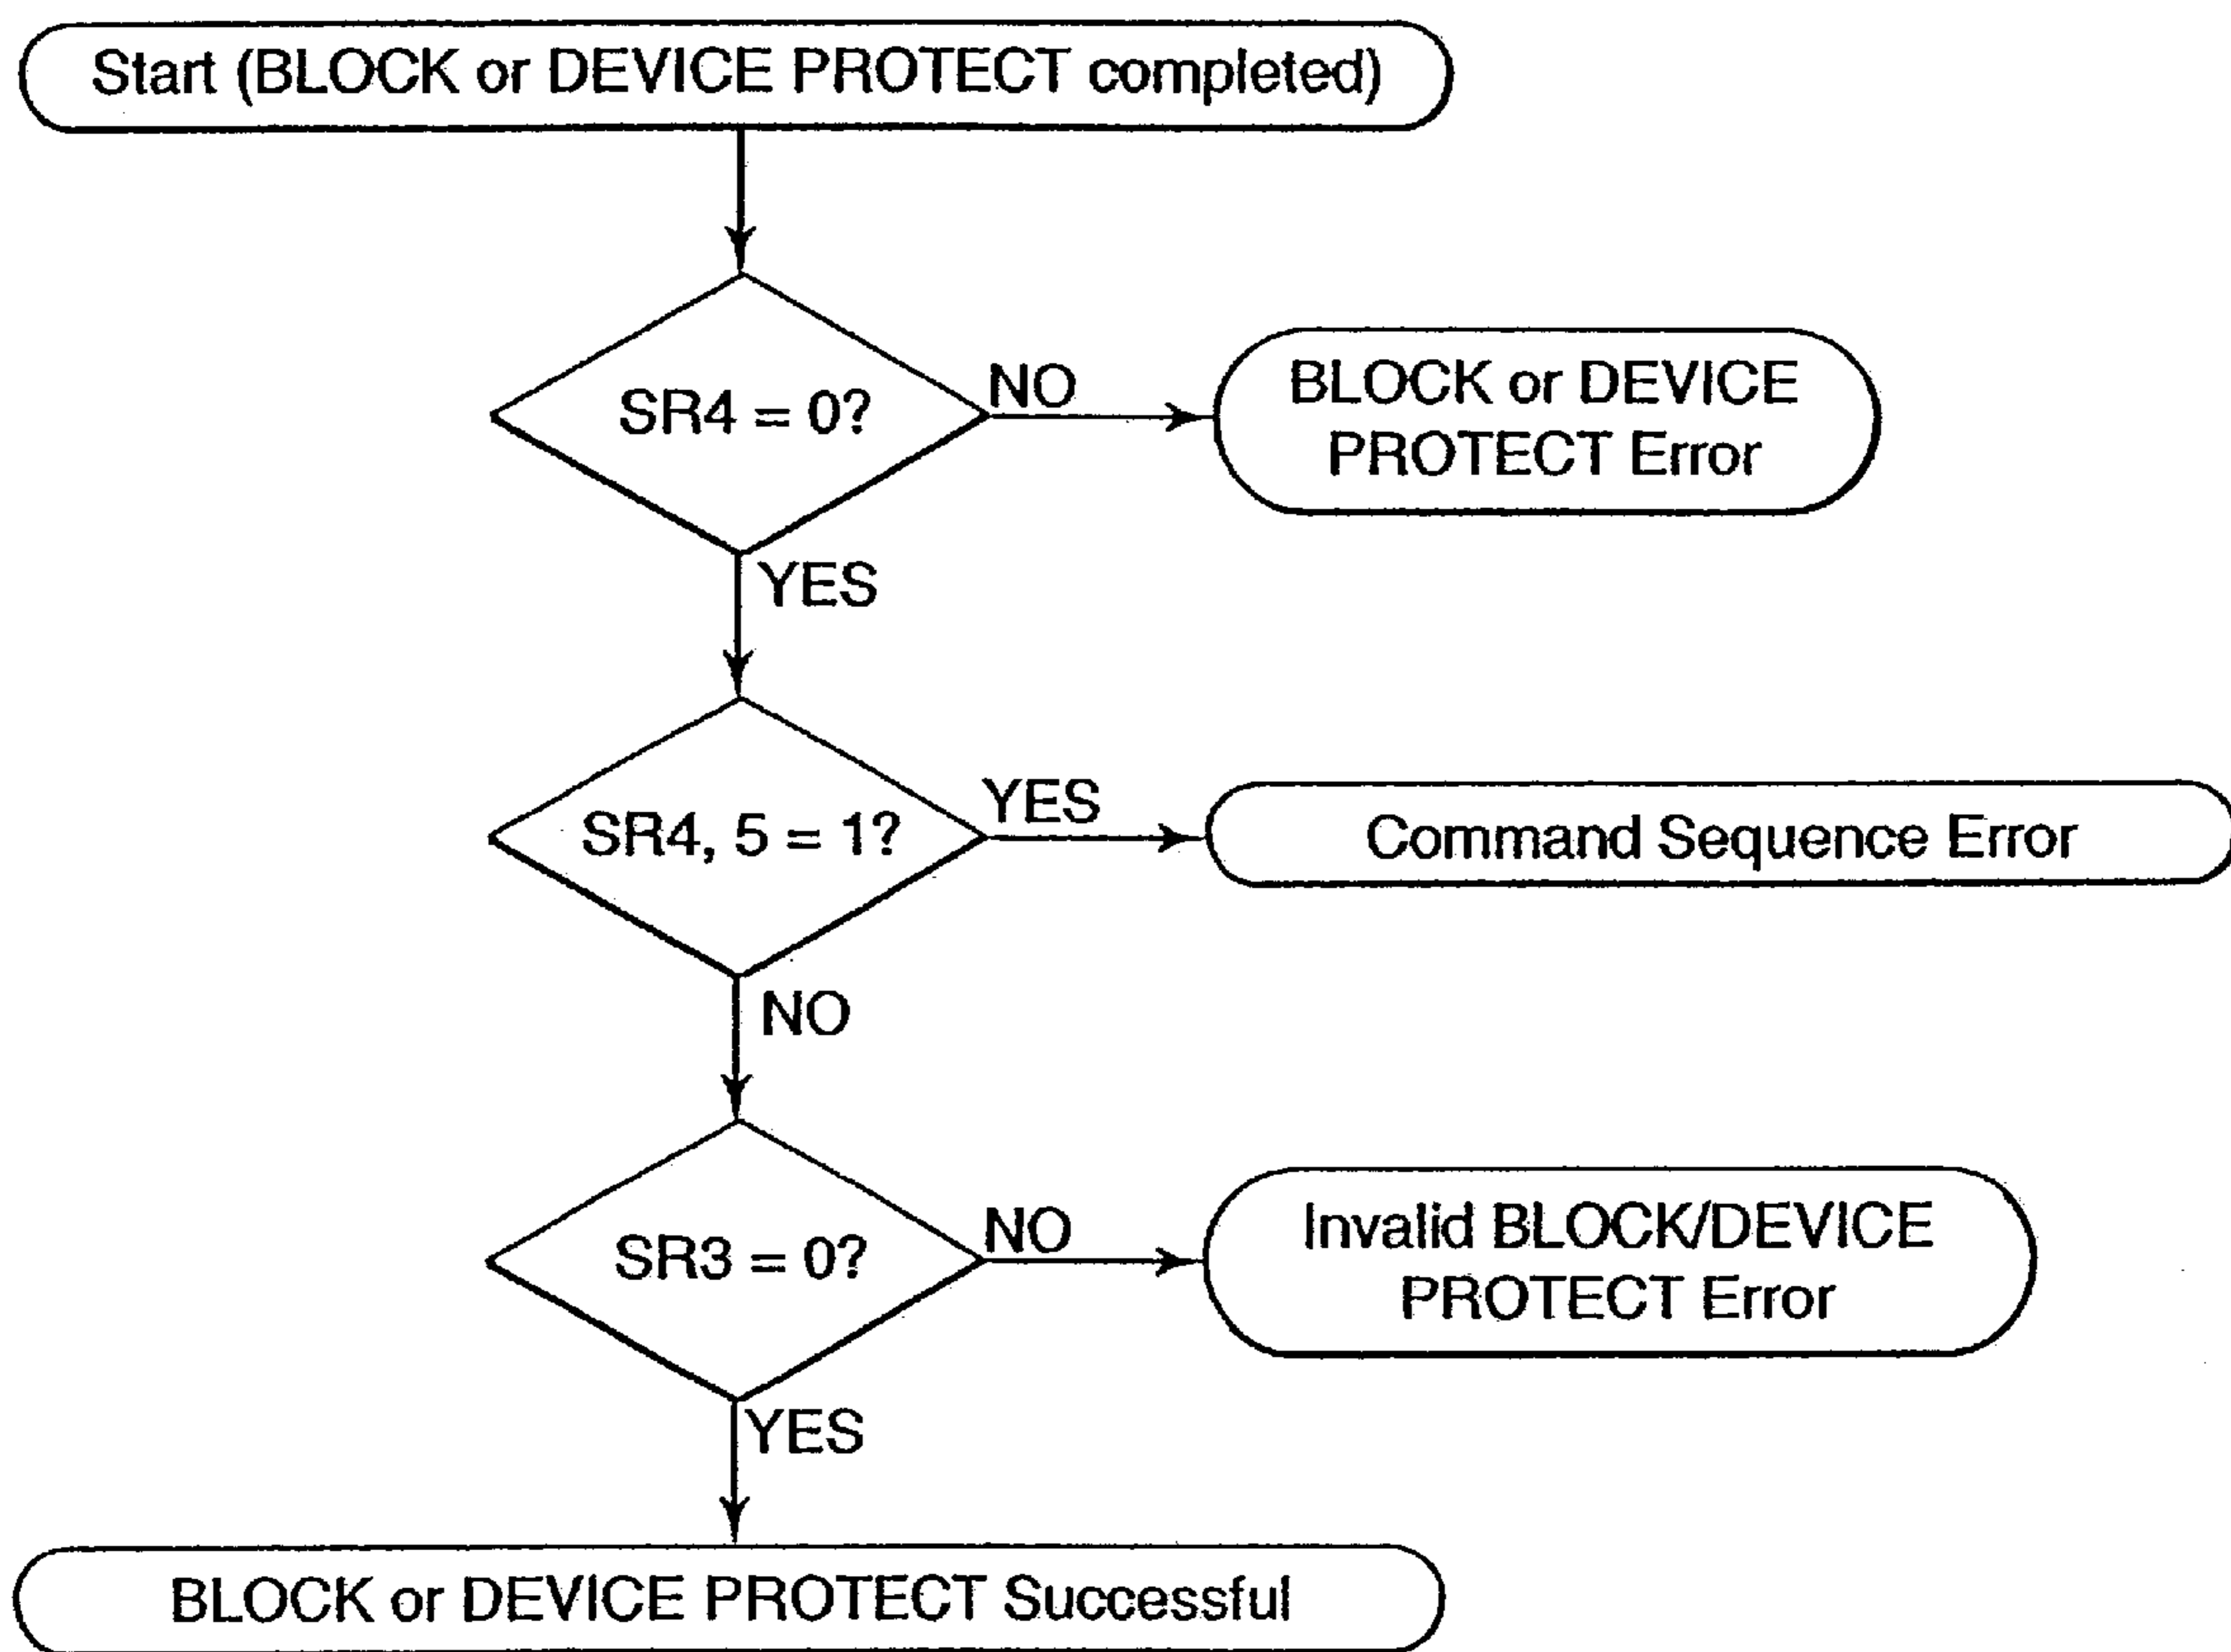 Start (BLOCK or DEVICE PROTECT completed)
SR4 = 0?
NO
BLOCK or DEVICE
PROTECT Error
YES
SR4, 5 = 1?
YES
Command Sequence Error
NO
SR3 = 0?
NO
Invalid BLOCK/DEVICE
PROTECT Error
YES
BLOCK or DEVICE PROTECT Successful